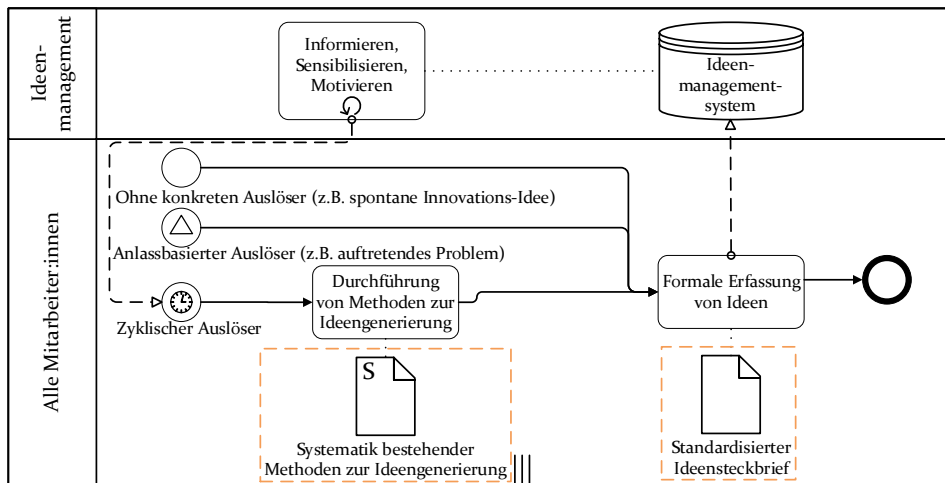 Ideen-
management
Informieren,
Sensibilisieren,
Motivieren
Ideen-
management-
system
Alle Mitarbeiter:innen
Ohne konkreten Auslöser (z.B. spontane Innovations-Idee)
Anlassbasierter Auslöser (z.B. auftretendes Problem)
Zyklischer Auslöser
Durchführung
von Methoden zur
Ideengenerierung
Formale Erfassung
von Ideen
S
Systematik bestehender
Methoden zur Ideengenerierung
Standardisierter
Ideensteckbrief